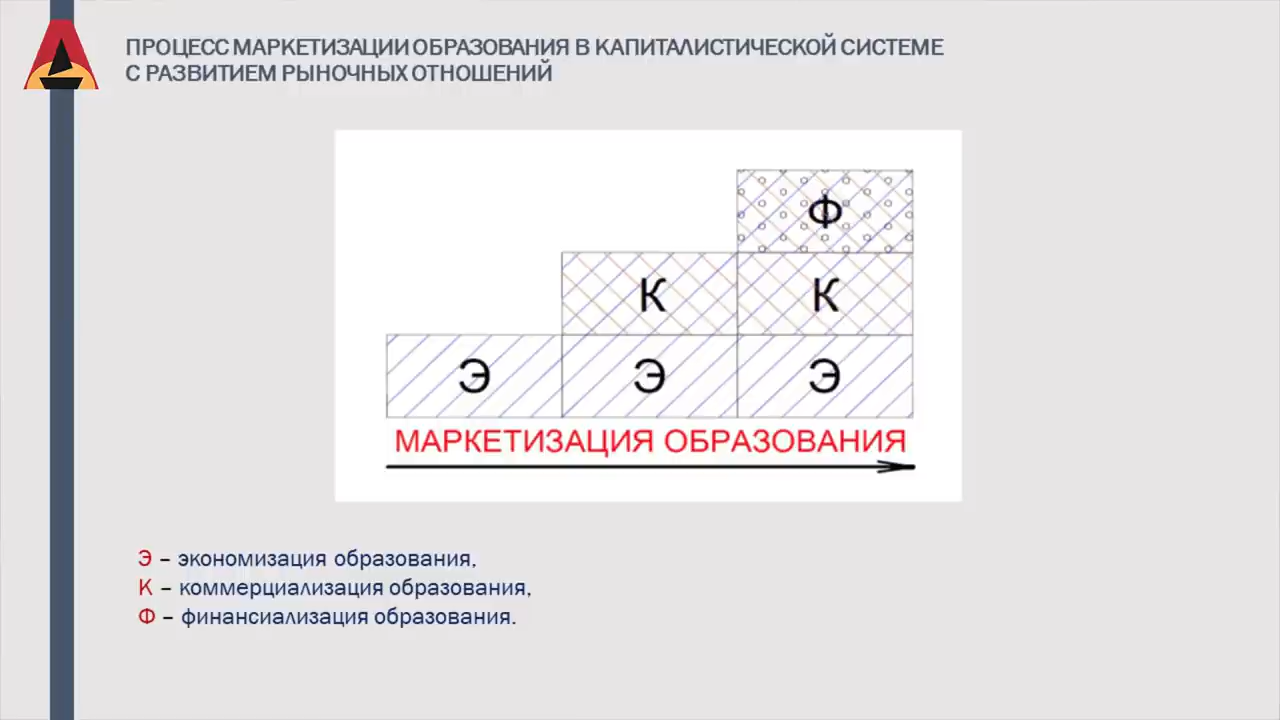 ПРОЦЕСС МАРКЕТИЗАЦИИ ОБРАЗОВАНИЯ В КАПИТАЛИСТИЧЕСКОЙ СИСТЕМЕ
С РАЗВИТИЕМ РЫНОЧНЫХ ОТНОШЕНИЙ
Ф
К К
Э Э Э
МАРКЕТИЗАЦИЯ ОБРАЗОВАНИЯ
Э – экономизация образования,
К – коммерциализация образования,
Ф – финансиализация образования.